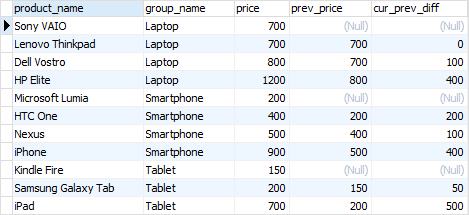 product_name group_name price prev_price cur_prev_diff
Sony VAIO Laptop 700 (Null) (Null)
Lenovo Thinkpad Laptop 700 700 0
Dell Vostro Laptop 800 700 100
HP Elite Laptop 1200 800 400
Microsoft Lumia Smartphone 200 (Null) (Null)
HTC One Smartphone 400 200 200
Nexus Smartphone 500 400 100
iPhone Smartphone 900 500 400
Kindle Fire Tablet 150 (Null) (Null)
Samsung Galaxy Tab Tablet 200 150 50
iPad Tablet 700 200 500